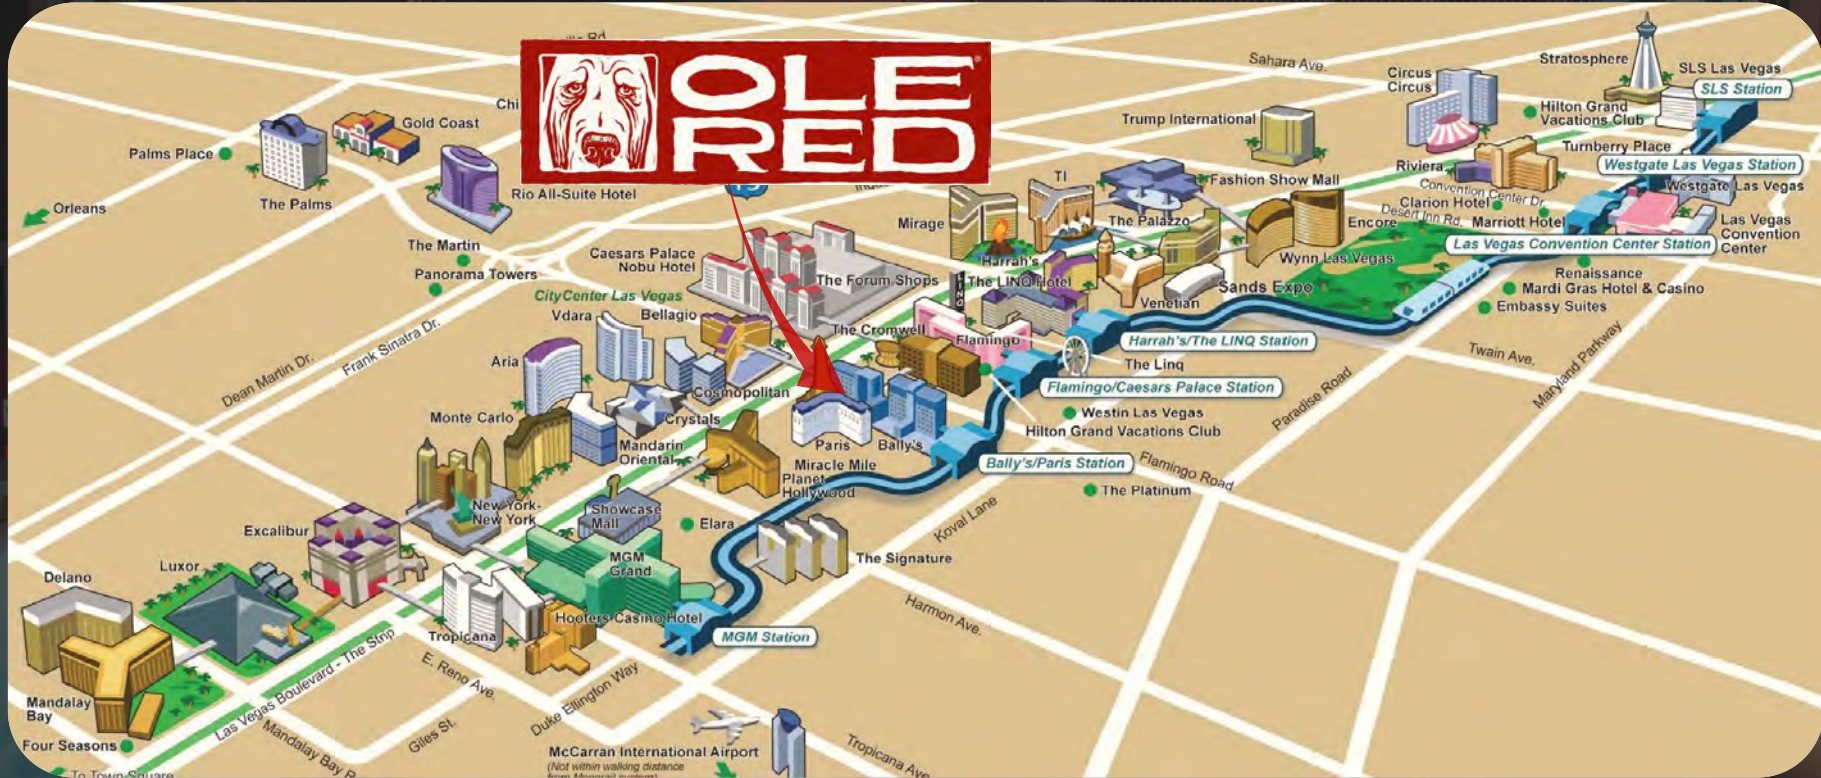 OLE
RED
Sahara Ave.
Stratosphere
SLS Las Vegas
SLS Station
Circus
Circus
Hilton Grand
Vacations Club
Trump International
Turnberry Place
Westgate Las Vegas Station
Westgate Las Vegas
Riviera
Convention Center Dr.
Clarion Hotel
Desert Inn Rd.
Marriott Hotel
Las Vegas
Convention
Center
Las Vegas Convention Center Station
Renaissance
Mardi Gras Hotel & Casino
Embassy Suites
Gold Coast
Chi
Palms Place
The Palms
Rio All-Suite Hotel
Orleans
The Martin
Panorama Towers
TI
Fashion Show Mall
Mirage
The Palazzo
Encore
Wynn Las Vegas
Caesars Palace
Nobu Hotel
The Forum Shops
Harrah's
The LINQ Hotel
LINQ
Venetian
Sands Expo
CityCenter Las Vegas
Vdara
Bellagio
The Cromwell
Flamingo
Harrah's/The LINQ Station
The Linq
Flamingo/Caesars Palace Station
Westin Las Vegas
Hilton Grand Vacations Club
Twain Ave.
Maryland Parkway
Paradise Road
Dean Martin Dr.
Frank Sinatra Dr.
Aria
Cosmopolitan
Monte Carlo
Crystals
Mandarin
Oriental
Paris
Bally's
Bally's/Paris Station
Flamingo Road
Miracle Mile
Planet
Hollywood
The Platinum
New York-
New York
Showcase
Mall
Elara
Koval Lane
Excalibur
MGM
Grand
The Signature
Luxor
Delano
Harmon Ave.
Hooters Casino Hotel
Tropicana
MGM Station
Las Vegas Boulevard - The Strip
E. Reno Ave.
Duke Ellington Way
Mandalay
Bay
Four Seasons
Mandalay Bay R
Giles St.
McCarran International Airport
(Not within walking distance
from Monorail system)
Tropicana Ave
To Town Square